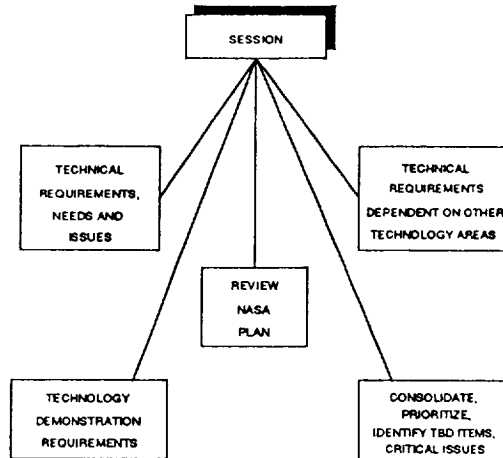 SESSION
TECHNICAL
REQUIREMENTS,
NEEDS AND
ISSUES
TECHNICAL
REQUIREMENTS
DEPENDENT ON OTHER
TECHNOLOGY AREAS
REVIEW
NASA
PLAN
TECHNOLOGY
DEMONSTRATION
REQUIREMENTS
CONSOLIDATE,
PRIORITIZE,
IDENTIFY TBD ITEMS,
CRITICAL ISSUES